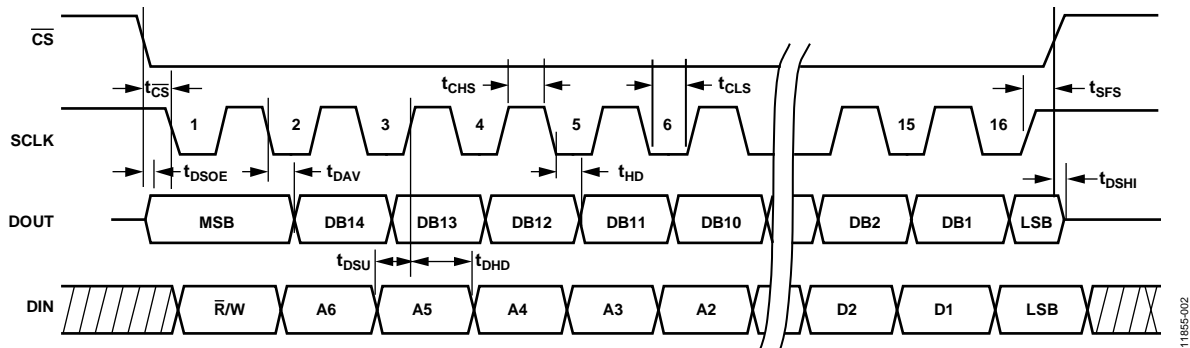 CS
tCS
tCHS
tCLS
tSFS
SCLK
1 2 3 4 5 6 15 16
tDSOE
tDAV
tHD
tDSHI
DOUT
MSB DB14 DB13 DB12 DB11 DB10 DB2 DB1 LSB
tDSU
tDHD
DIN
R/W A6 A5 A4 A3 A2 D2 D1 LSB
11855-002